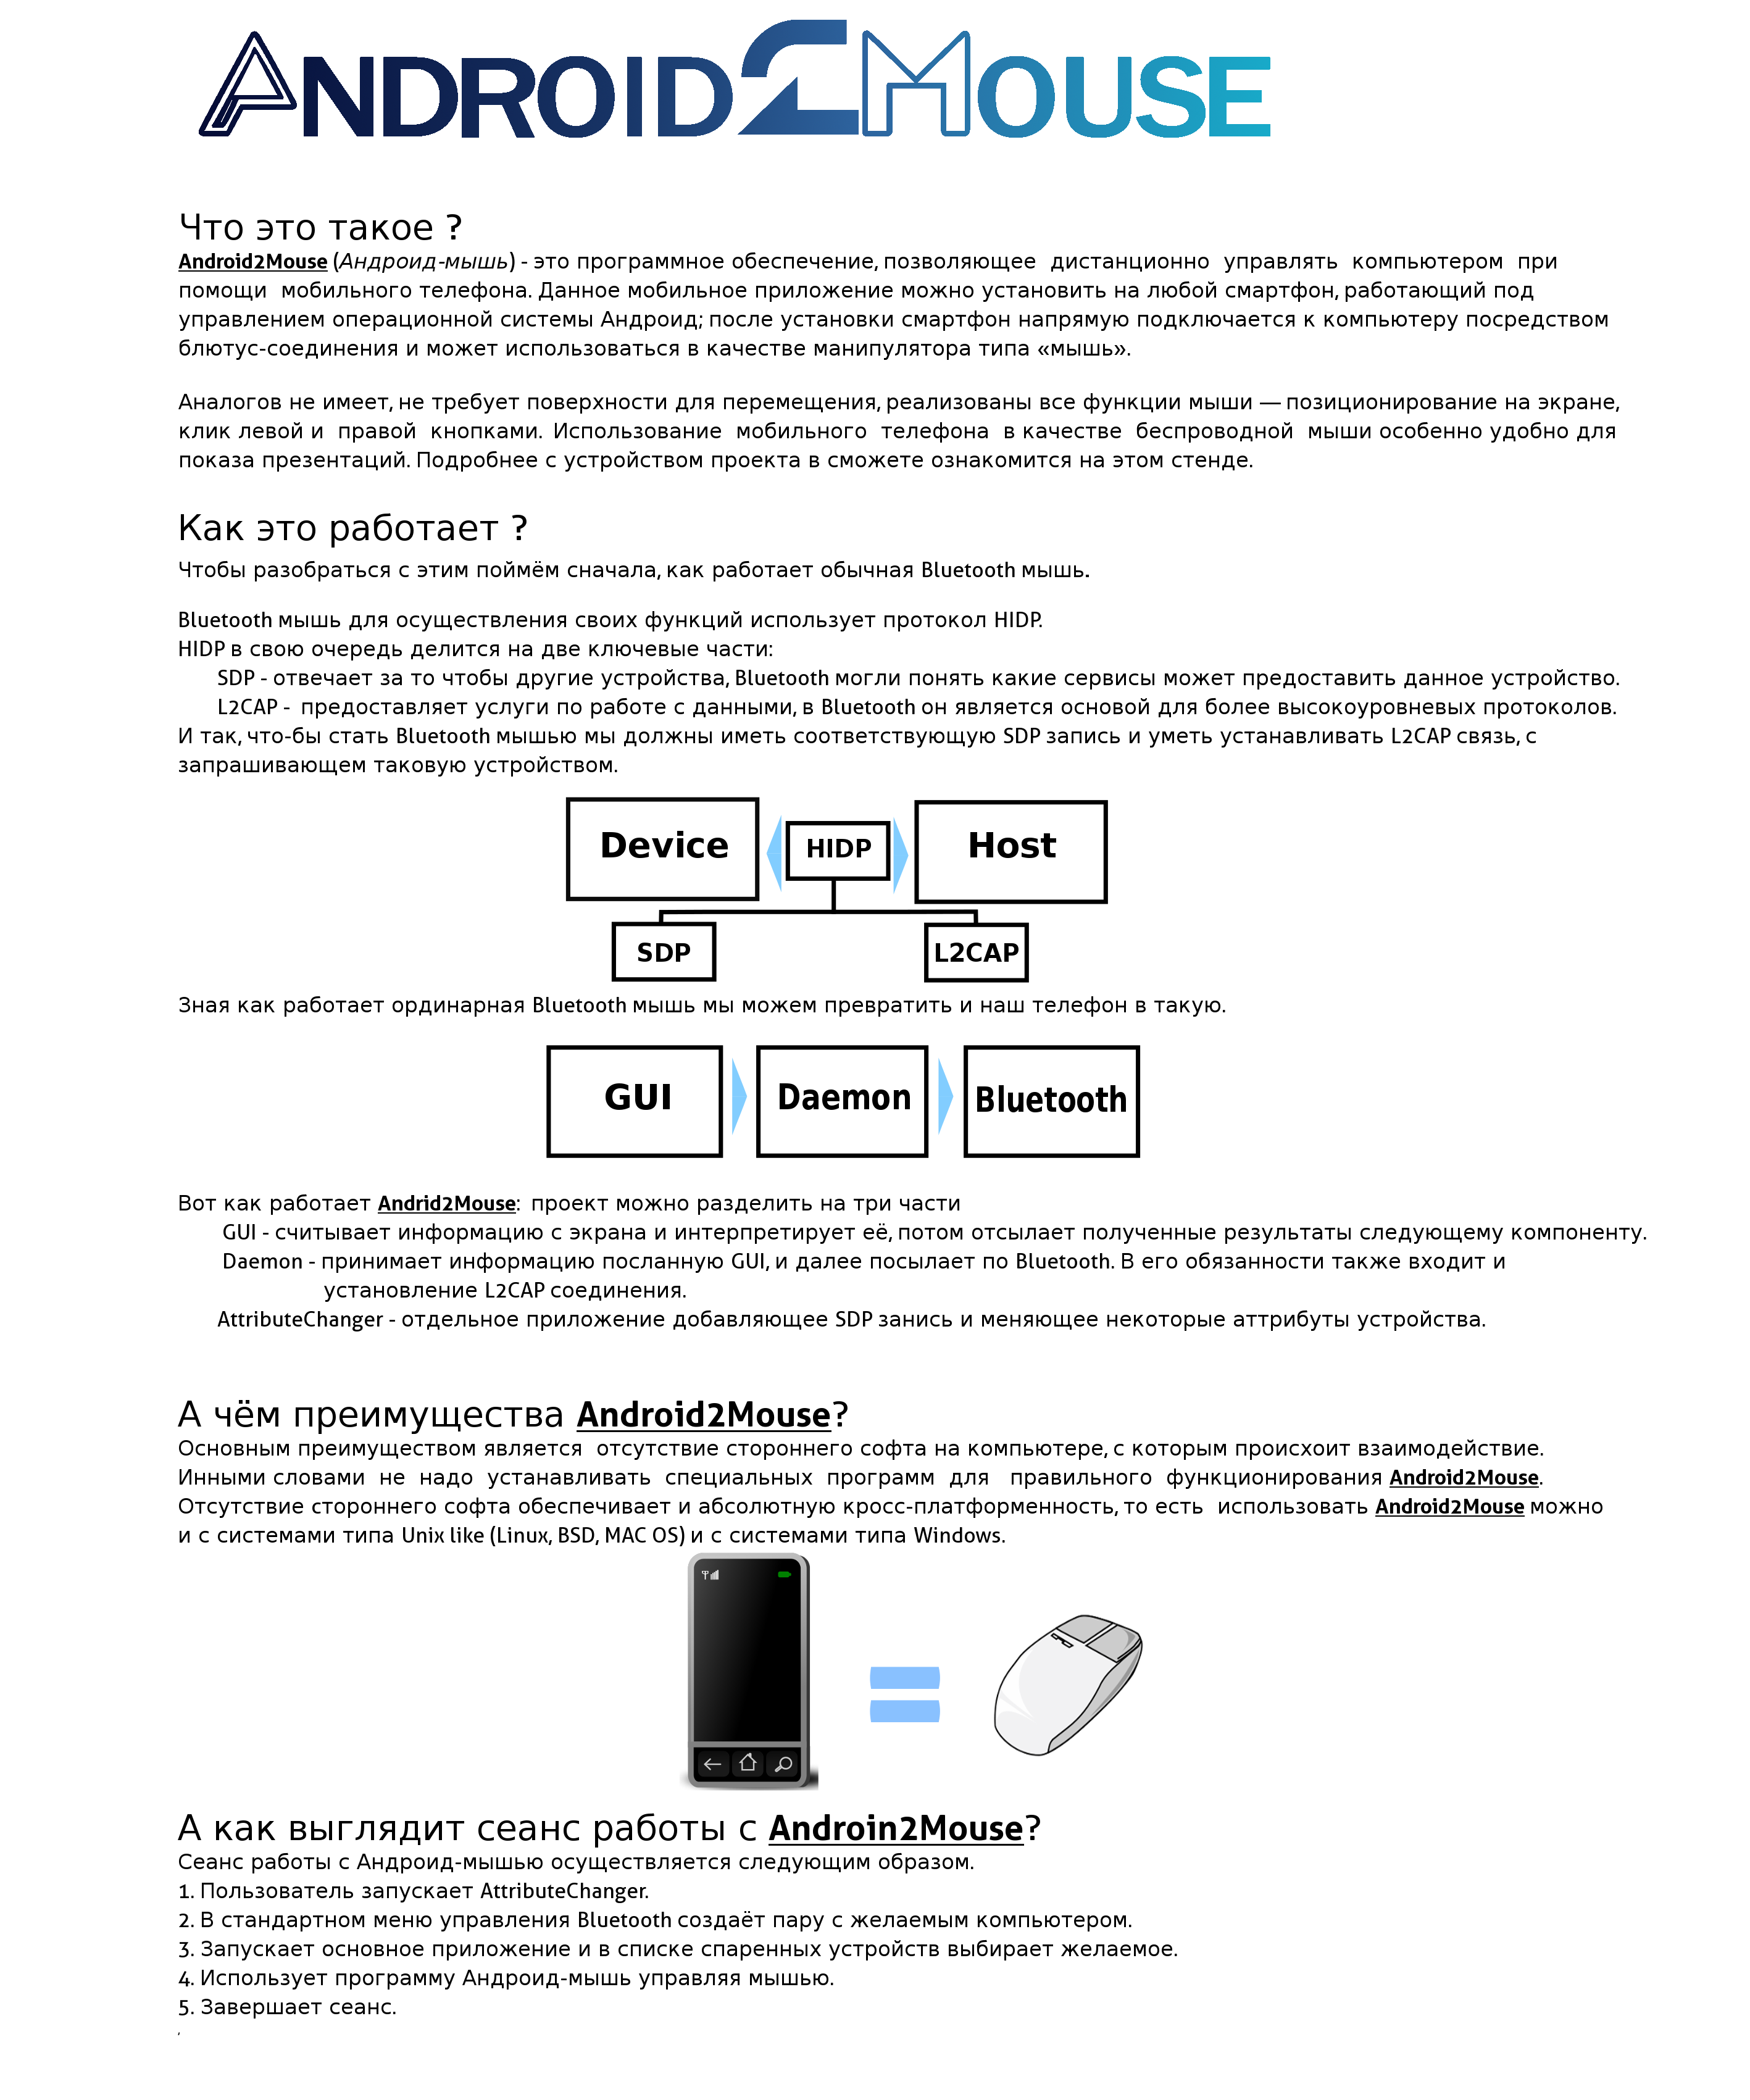 Android2Mouse
Что это такое ?
Android2Mouse (Андроид-мышь) - это программное обеспечение, позволяющее дистанционно управлять компьютером при
помощи мобильного телефона. Данное мобильное приложение можно установить на любой смартфон, работающий под
управлением операционной системы Андроид; после установки смартфон напрямую подключается к компьютеру посредством
блютус-соединения и может использоваться в качестве манипулятора типа «мышь».
Аналогов не имеет, не требует поверхности для перемещения, реализованы все функции мыши — позиционирование на экране,
клик левой и правой кнопками. Использование мобильного телефона в качестве беспроводной мыши особенно удобно для
показа презентаций. Подробнее с устройством проекта в сможете ознакомится на этом стенде.
Как это работает ?
Чтобы разобраться с этим поймём сначала, как работает обычная Bluetooth мышь.
Bluetooth мышь для осуществления своих функций использует протокол HIDP.
HIDP в свою очередь делится на две ключевые части:
SDP - отвечает за то чтобы другие устройства, Bluetooth могли понять какие сервисы может предоставить данное устройство.
L2CAP - предоставляет услуги по работе с данными, в Bluetooth он является основой для более высокоуровневых протоколов.
И так, что-бы стать Bluetooth мышью мы должны иметь соответствующую SDP запись и уметь устанавливать L2CAP связь, с
запрашивающем таковую устройством.
Device HIDP Host
SDP L2CAP
Зная как работает ординарная Bluetooth мышь мы можем превратить и наш телефон в такую.
GUI Daemon Bluetooth
Вот как работает Andrid2Mouse: проект можно разделить на три части
GUI - считывает информацию с экрана и интерпретирует её, потом отсылает полученные результаты следующему компоненту.
Daemon - принимает информацию посланную GUI, и далее посылает по Bluetooth. В его обязанности также входит и
установление L2CAP соединения.
AttributeChanger - отдельное приложение добавляющее SDP запись и меняющее некоторые аттрибуты устройства.
А чём преимущества Android2Mouse?
Основным преимуществом является отсутствие стороннего софта на компьютере, с которым происхоит взаимодействие.
Инными словами не надо устанавливать специальных программ для правильного функционирования Android2Mouse.
Отсутствие стороннего софта обеспечивает и абсолютную кросс-платформенность, то есть использовать Android2Mouse можно
и с системами типа Unix like (Linux, BSD, MAC OS) и с системами типа Windows.
А как выглядит сеанс работы с Androin2Mouse?
Сеанс работы с Андроид-мышью осуществляется следующим образом.
1. Пользователь запускает AttributeChanger.
2. В стандартном меню управления Bluetooth создаёт пару с желаемым компьютером.
3. Запускает основное приложение и в списке спаренных устройств выбирает желаемое.
4. Использует программу Андроид-мышь управляя мышью.
5. Завершает сеанс.